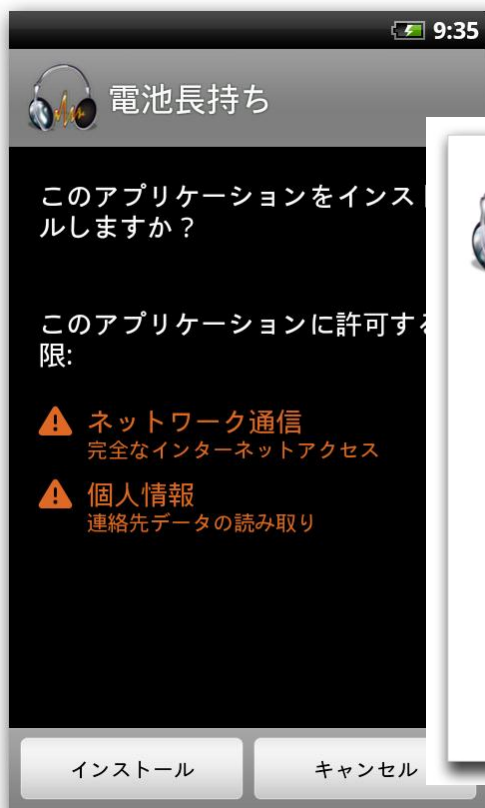 9:35
電池長持ち
このアプリケーションをインス
ルしますか？
このアプリケーションに許可す
限:
ネットワーク通信
完全なインターネットアクセス
個人情報
連絡先データの読み取り
インストール
キャンセル